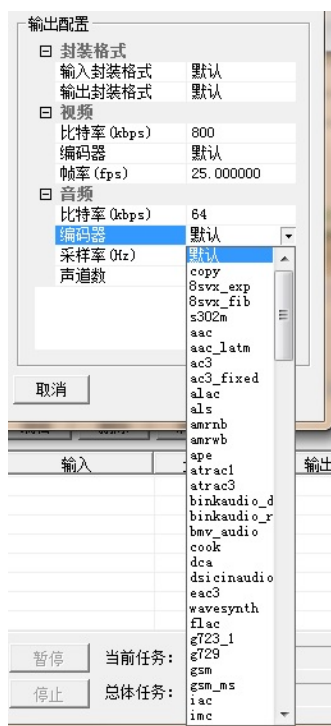 输出配置
封装格式
输入封装格式 默认
输出封装格式 默认
视频
比特率(kbps) 800
编码器 默认
帧率(fps) 25.000000
音频
比特率(kbps) 64
编码器 默认
采样率(Hz) 默认
声道数 copy
8svx_exp
8svx_fib
s302m
aac
aac_latm
ac3
ac3_fixed
取消
alac
als
amrnb
amrwb
ape
输入
输出
atrac1
atrac3
binkaudio_d
binkaudio_r
bmv_audio
cook
dca
dsicinaudio
eac3
wavesynth
flac
g723_1
暂停 当前任务: g729
gsm
停止 总体任务: gsm_ms
iac
imc